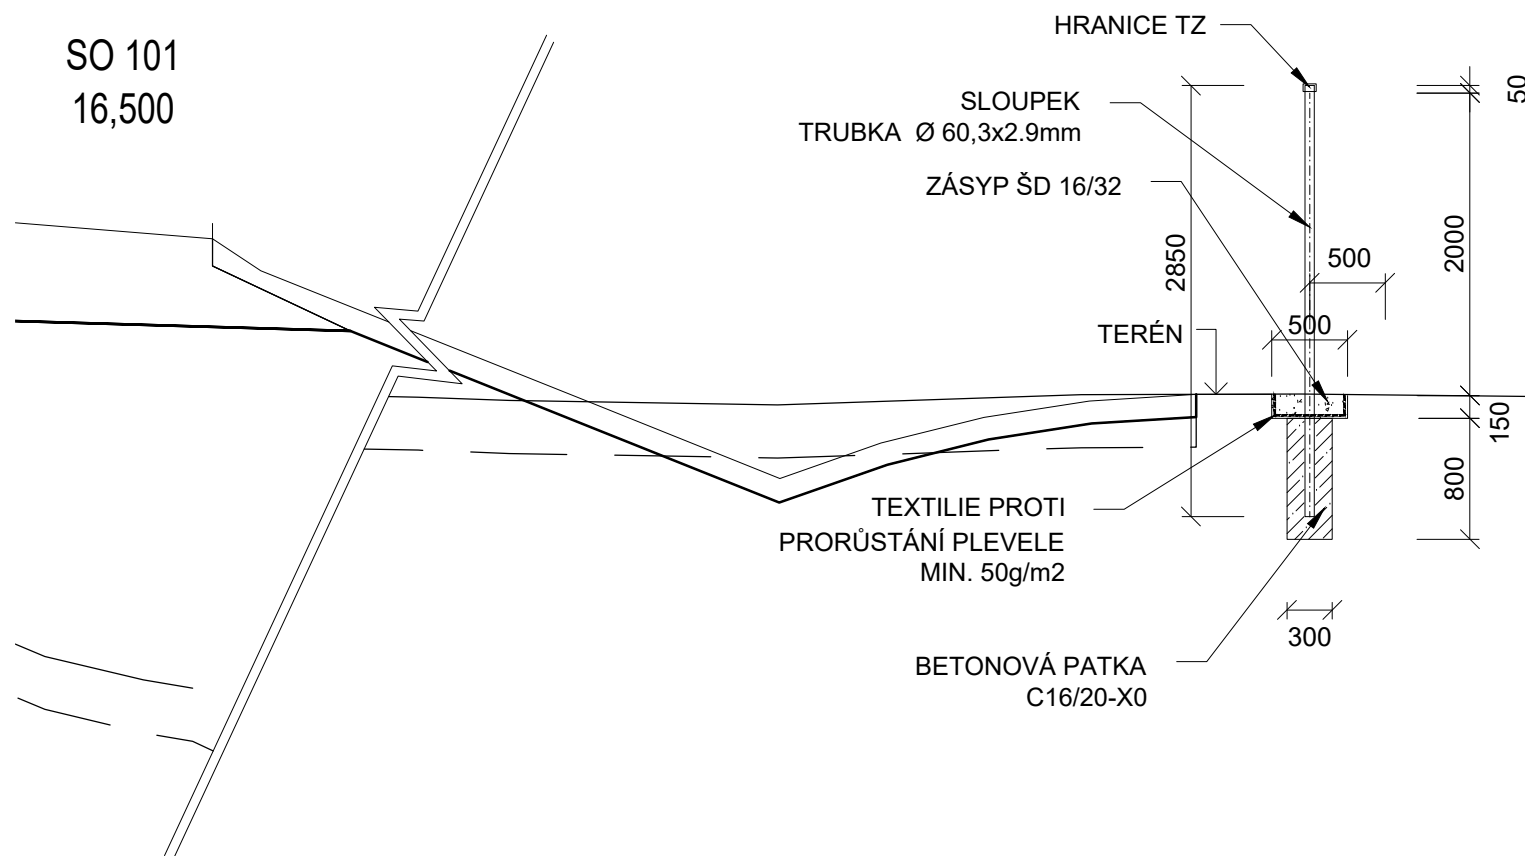 SO 101
16,500
HRANICE TZ
SLOUPEK
TRUBKA Ø 60,3x2.9mm
ZÁSYP ŠD 16/32
50
2000
2850
500
500
TERÉN
150
800
TEXTILIE PROTI
PRORŮSTÁNÍ PLEVELE
MIN. 50g/m2
300
BETONOVÁ PATKA
C16/20-X0